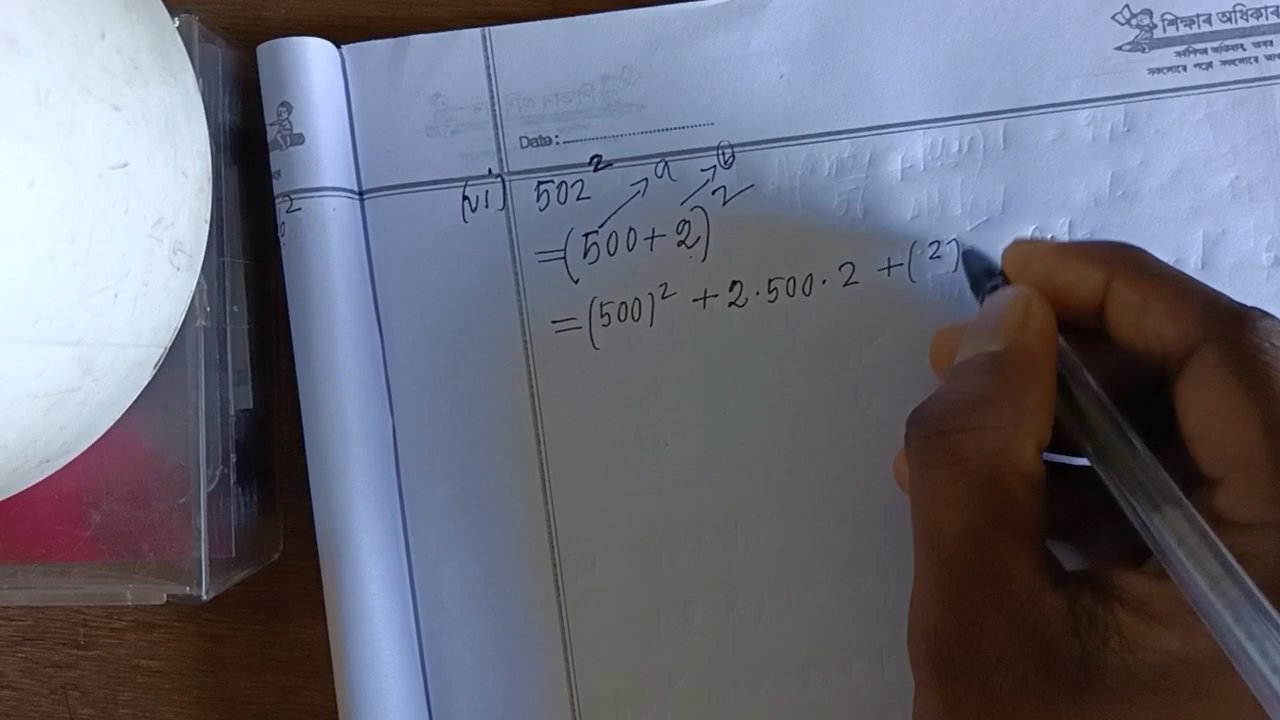 শিক্ষাৰ অধিকাৰ
Date:
(vi) 502²
a
b
=(500+2)²
=(500)² + 2·500·2 +(2)